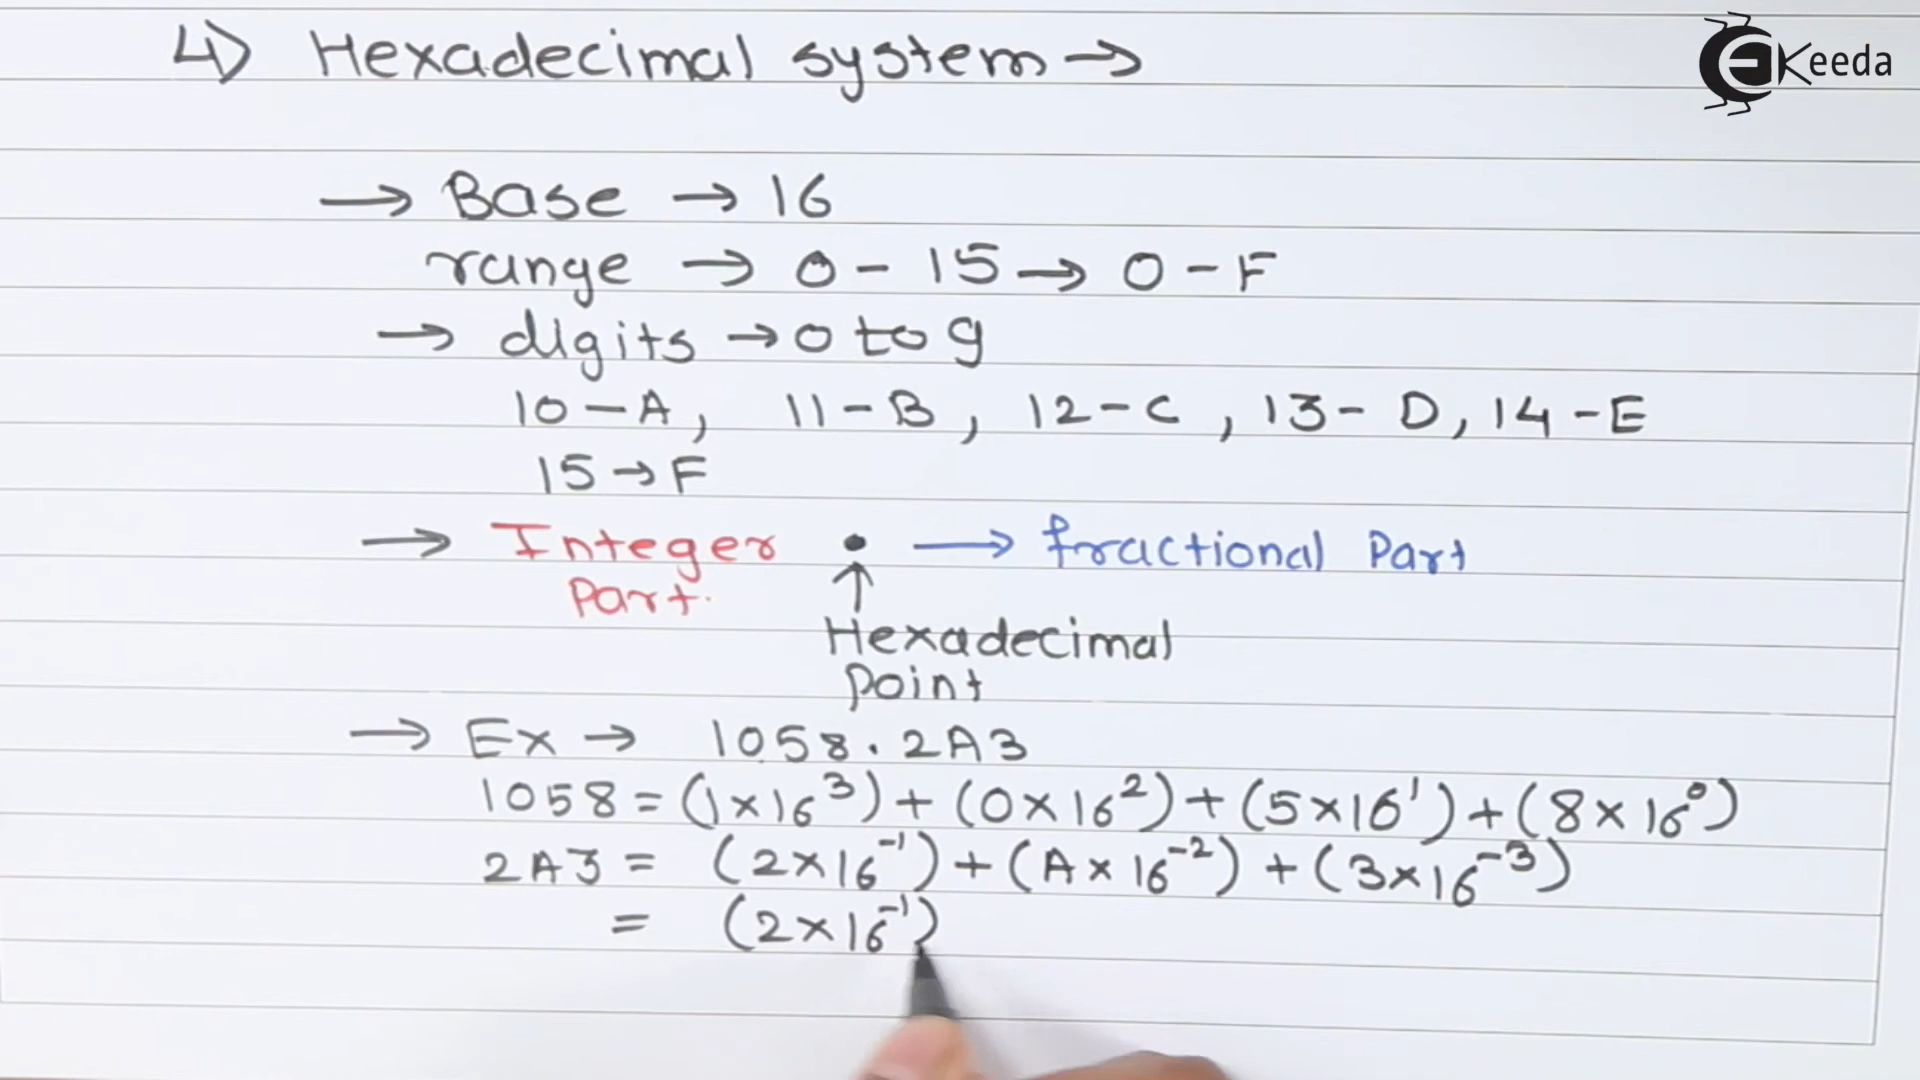 4) Hexadecimal system →
EKeeda
→ Base → 16
range → 0 - 15 → 0 - F
→ digits → 0 to 9
10 - A, 11 - B, 12 - C, 13 - D, 14 - E
15 → F
→ Integer • → fractional Part
Part.
↑
Hexadecimal
Point
→ Ex → 1058.2A3
1058 = (1×16³) + (0×16²) + (5×16¹) + (8×16⁰)
2A3 = (2×16⁻¹) + (A×16⁻²) + (3×16⁻³)
= (2×16⁻¹)